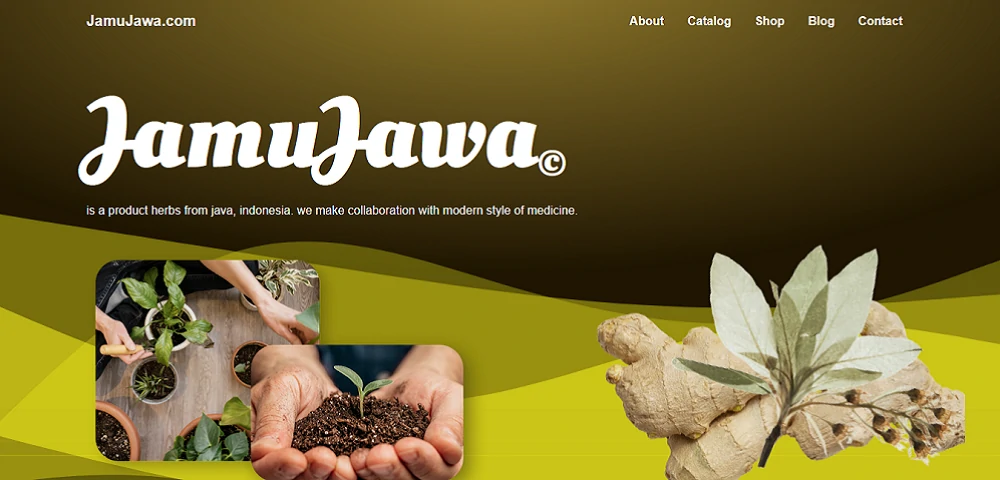 JamuJawa.com About Catalog Shop Blog Contact
JamuJawa©
is a product herbs from java, indonesia. we make collaboration with modern style of medicine.